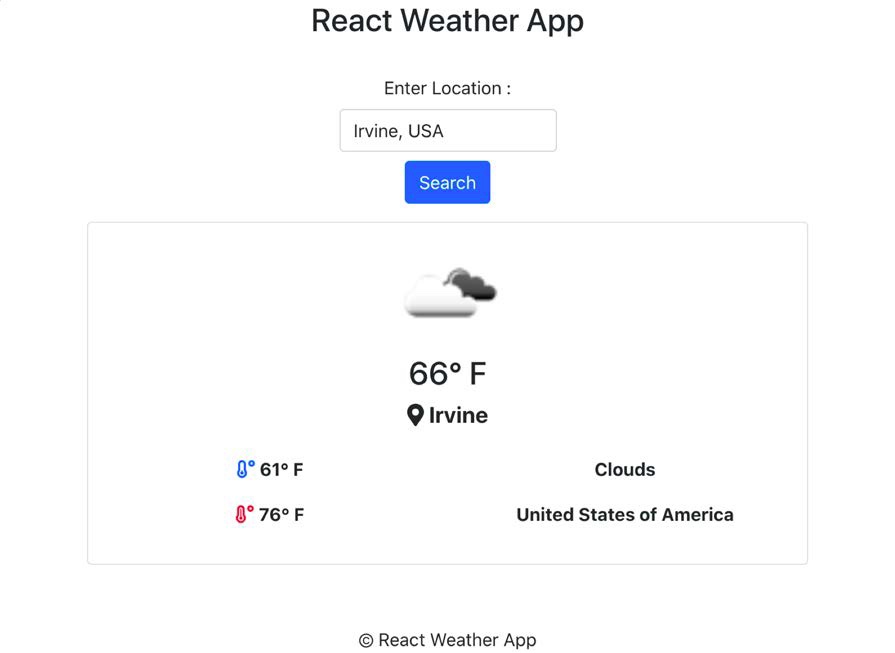 React Weather App
Enter Location :
Irvine, USA
Search
66° F
Irvine
61° F
Clouds
76° F
United States of America
© React Weather App